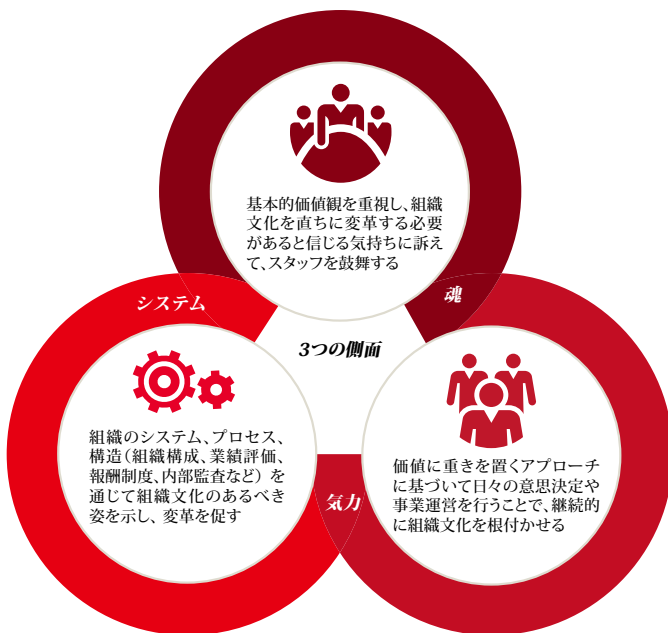 基本的価値観を重視し、組織
文化を直ちに変革する必要
があると信じる気持ちに訴え
て、スタッフを鼓舞する
システム
魂
3つの側面
組織のシステム、プロセス、
構造（組織構成、業績評価、
報酬制度、内部監査など）を
通じて組織文化のあるべき
姿を示し、変革を促す
価値に重きを置くアプローチ
に基づいて日々の意思決定や
事業運営を行うことで、継続的
に組織文化を根付かせる
気力